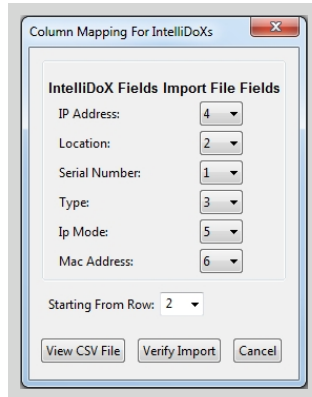 Column Mapping For IntelliDoXs
IntelliDoX Fields Import File Fields
IP Address: 4
Location: 2
Serial Number: 1
Type: 3
Ip Mode: 5
Mac Address: 6
Starting From Row: 2
View CSV File Verify Import Cancel